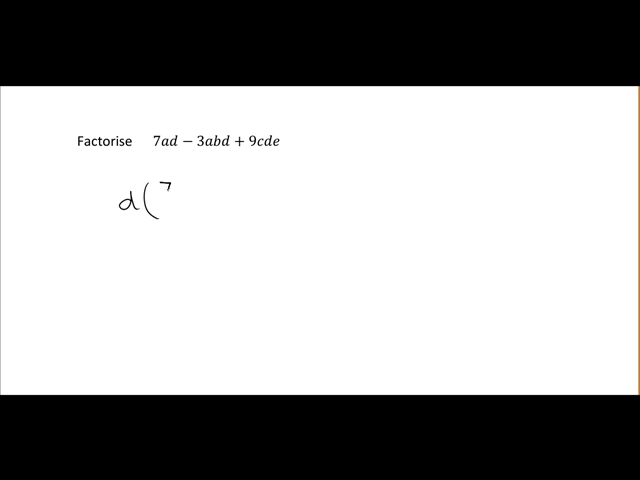 Factorise 7ad − 3abd + 9cde
d(7